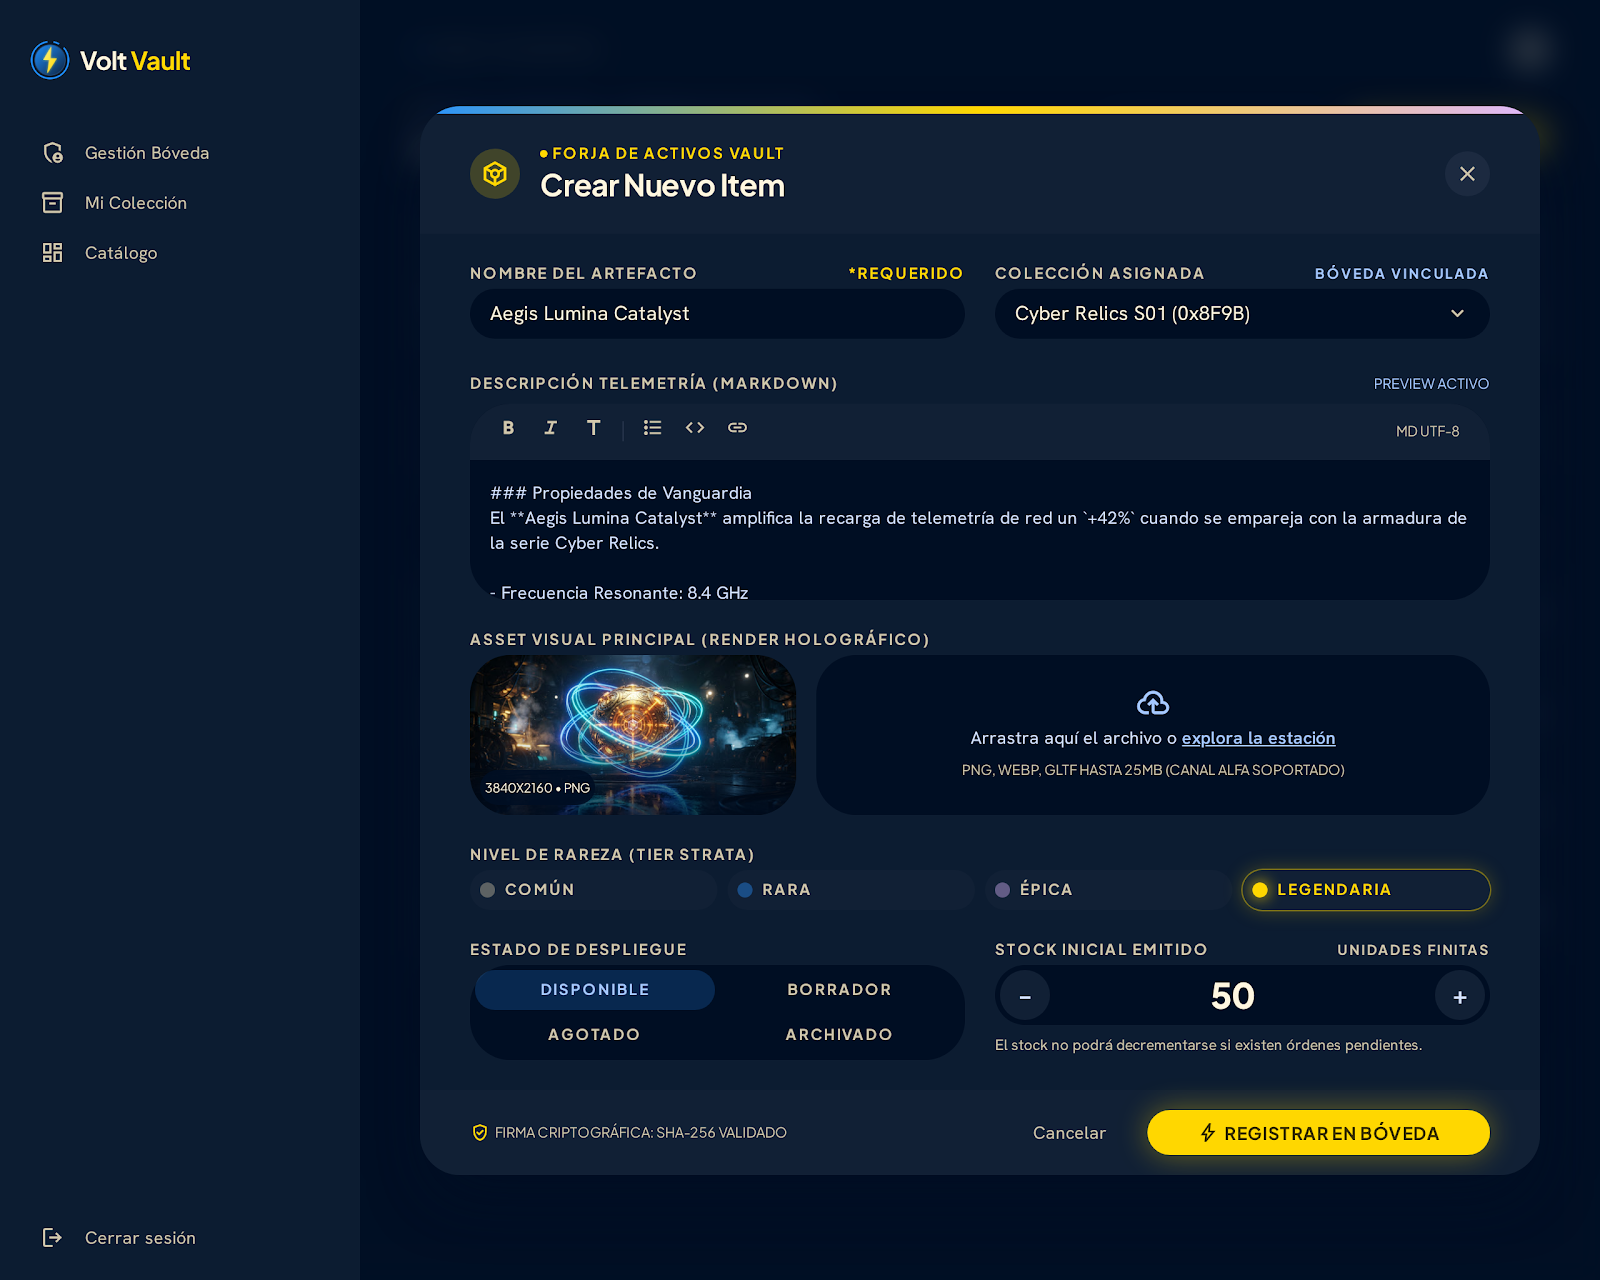 Volt Vault
Gestión Bóveda
Mi Colección
Catálogo
Cerrar sesión
FORJA DE ACTIVOS VAULT
Crear Nuevo Item
NOMBRE DEL ARTEFACTO
*REQUERIDO
Aegis Lumina Catalyst
COLECCIÓN ASIGNADA
BÓVEDA VINCULADA
Cyber Relics S01 (0x8F9B)
DESCRIPCIÓN TELEMETRÍA (MARKDOWN)
PREVIEW ACTIVO
B I T
MD UTF-8
### Propiedades de Vanguardia
El **Aegis Lumina Catalyst** amplifica la recarga de telemetría de red un `+42%` cuando se empareja con la armadura de
la serie Cyber Relics.
- Frecuencia Resonante: 8.4 GHz
ASSET VISUAL PRINCIPAL (RENDER HOLOGRÁFICO)
3840X2160 • PNG
Arrastra aquí el archivo o explora la estación
PNG, WEBP, GLTF HASTA 25MB (CANAL ALFA SOPORTADO)
NIVEL DE RAREZA (TIER STRATA)
COMÚN
RARA
ÉPICA
LEGENDARIA
ESTADO DE DESPLIEGUE
DISPONIBLE
BORRADOR
AGOTADO
ARCHIVADO
STOCK INICIAL EMITIDO
UNIDADES FINITAS
- 50 +
El stock no podrá decrementarse si existen órdenes pendientes.
FIRMA CRIPTOGRÁFICA: SHA-256 VALIDADO
Cancelar
REGISTRAR EN BÓVEDA